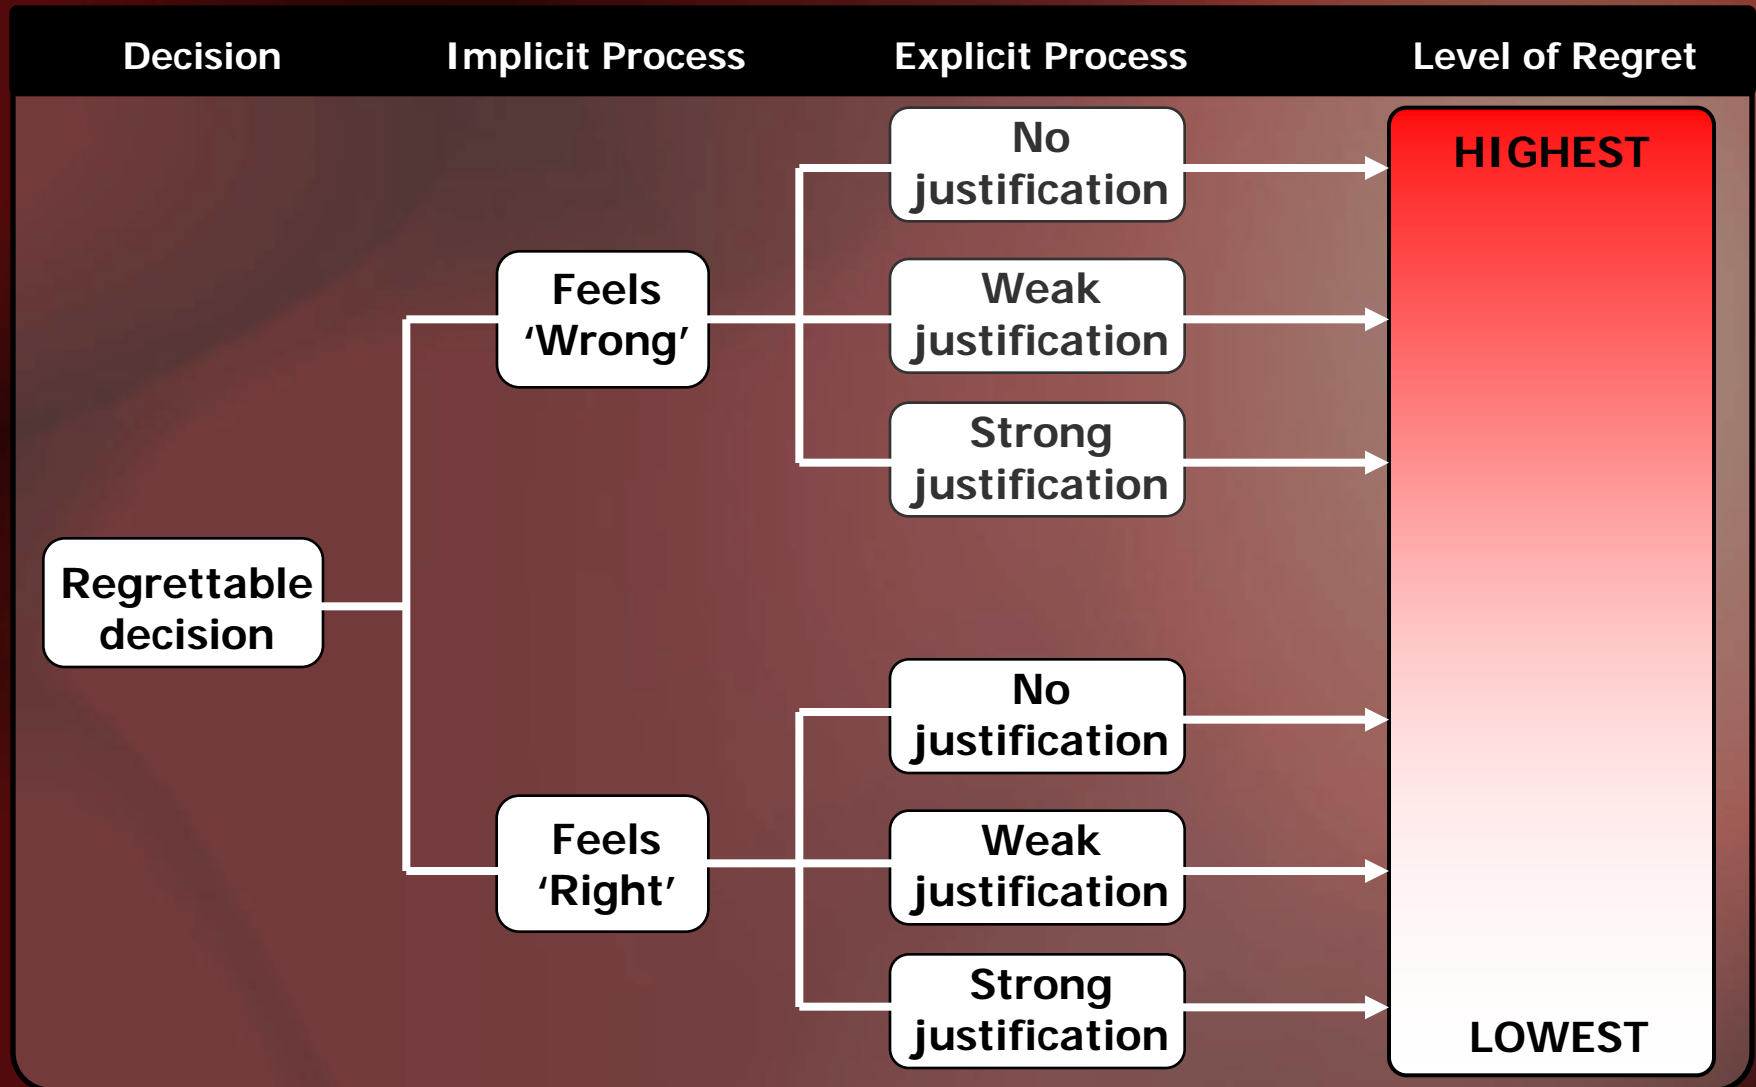 Decision
Implicit Process
Explicit Process
Level of Regret
Regrettable
decision
Feels
‘Wrong’
Feels
‘Right’
No
justification
Weak
justification
Strong
justification
No
justification
Weak
justification
Strong
justification
HIGHEST
LOWEST